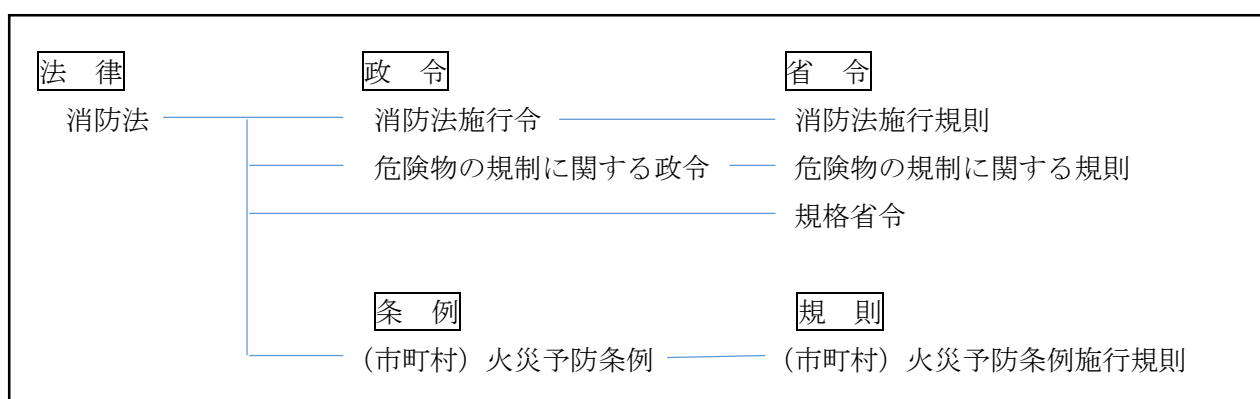 法　律　政　令　省　令
消防法　消防法施行令　消防法施行規則
危険物の規制に関する政令　危険物の規制に関する規則
規格省令
条　例　規　則
（市町村）火災予防条例　（市町村）火災予防条例施行規則